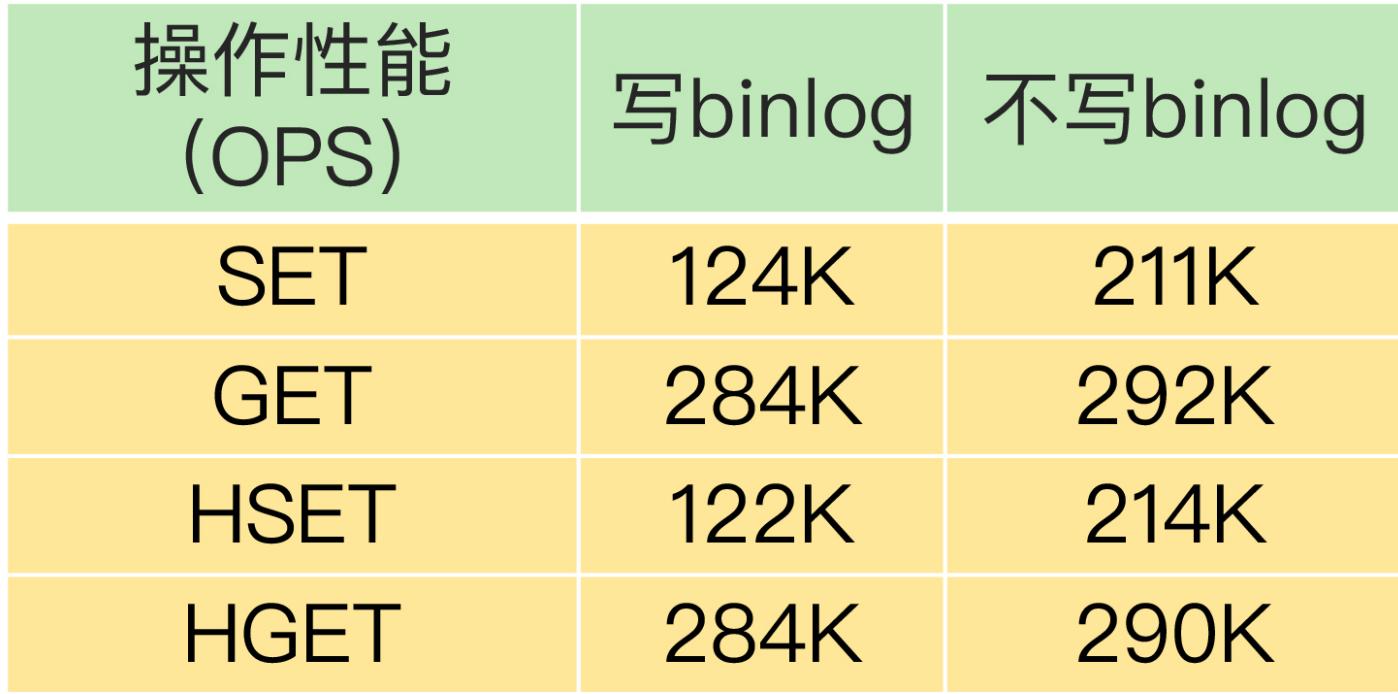 操作性能
(OPS)
写binlog
不写binlog
SET
124K
211K
GET
284K
292K
HSET
122K
214K
HGET
284K
290K